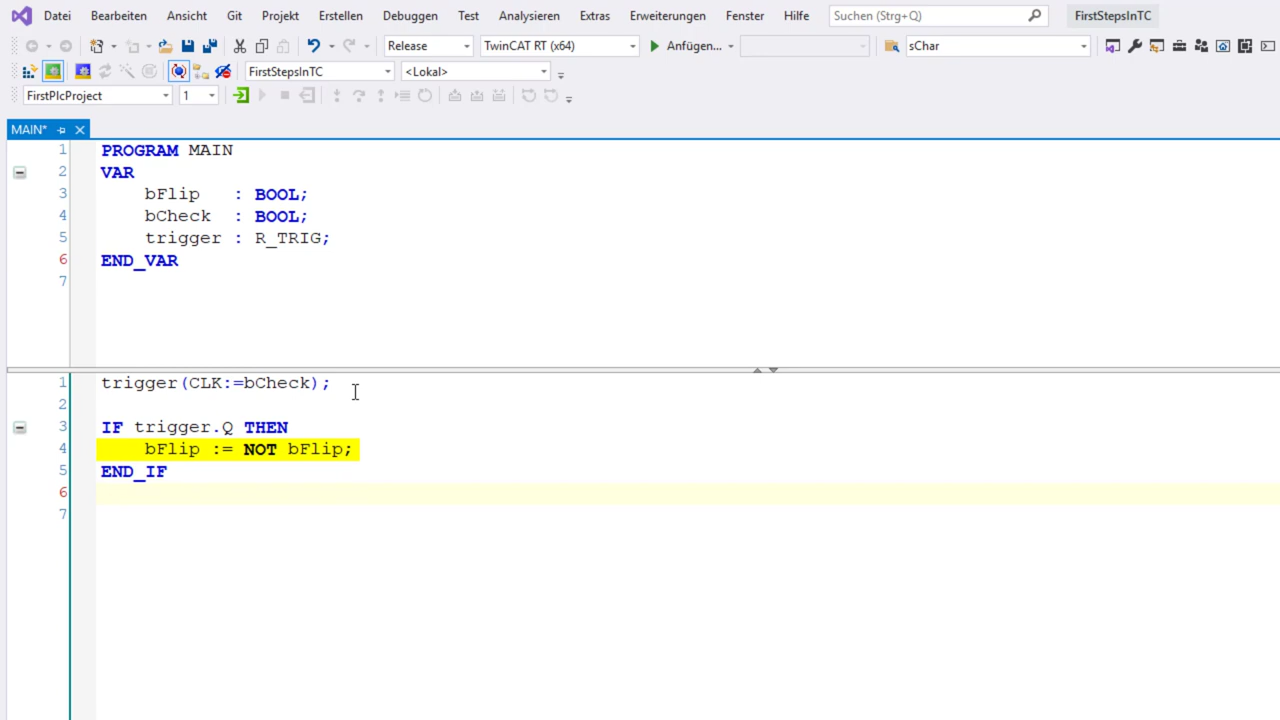 Datei Bearbeiten Ansicht Git Projekt Erstellen Debuggen Test Analysieren Extras Erweiterungen Fenster Hilfe Suchen (Strg+Q) FirstStepsInTC
Release TwinCAT RT (x64) Anfügen... sChar
FirstStepsInTC <Lokal>
FirstPlcProject 1
MAIN*
1 PROGRAM MAIN
2 VAR
3 bFlip : BOOL;
4 bCheck : BOOL;
5 trigger : R_TRIG;
6 END_VAR
7
1 trigger(CLK:=bCheck);
2
3 IF trigger.Q THEN
4 bFlip := NOT bFlip;
5 END_IF
6
7